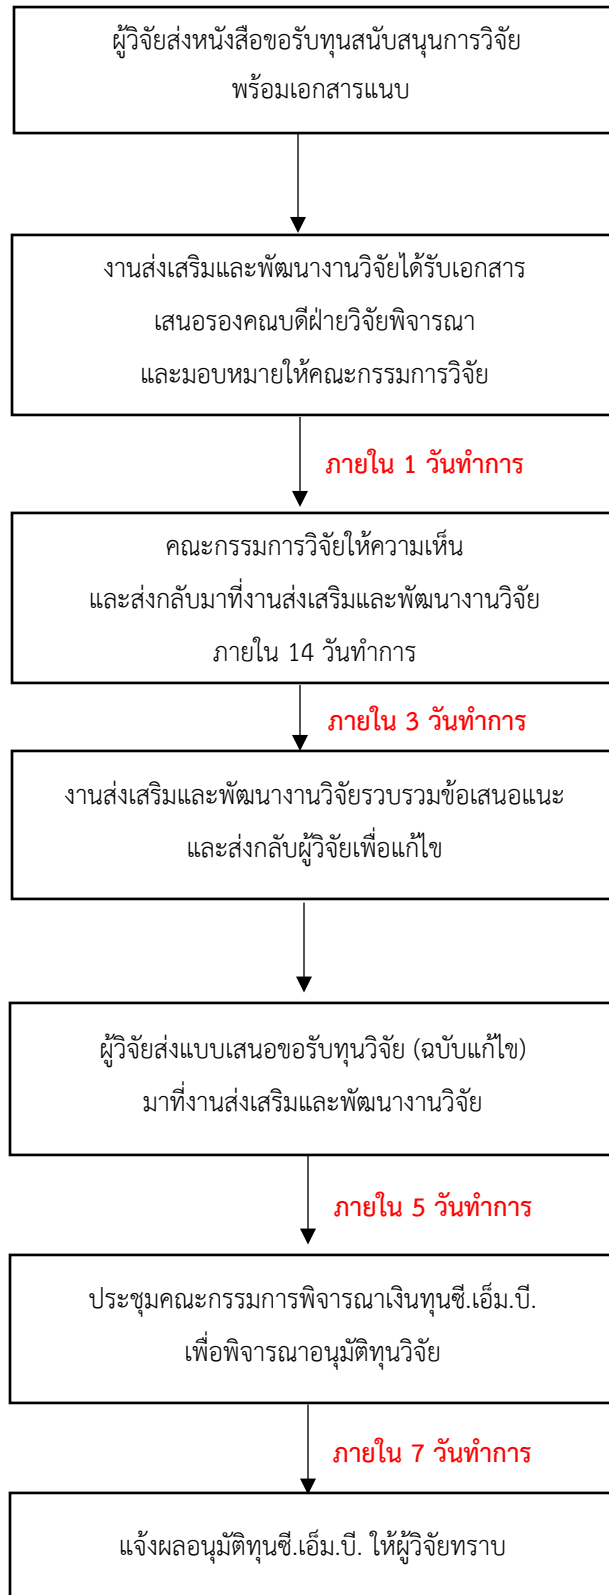 ผู้วิจัยส่งหนังสือขอรับทุนสนับสนุนการวิจัย
พร้อมเอกสารแนบ
งานส่งเสริมและพัฒนางานวิจัยได้รับเอกสาร
เสนอรองคณบดีฝ่ายวิจัยพิจารณา
และมอบหมายให้คณะกรรมการวิจัย
ภายใน 1 วันทำการ
คณะกรรมการวิจัยให้ความเห็น
และส่งกลับมาที่งานส่งเสริมและพัฒนางานวิจัย
ภายใน 14 วันทำการ
ภายใน 3 วันทำการ
งานส่งเสริมและพัฒนางานวิจัยรวบรวมข้อเสนอแนะ
และส่งกลับผู้วิจัยเพื่อแก้ไข
ผู้วิจัยส่งแบบเสนอขอรับทุนวิจัย (ฉบับแก้ไข)
มาที่งานส่งเสริมและพัฒนางานวิจัย
ภายใน 5 วันทำการ
ประชุมคณะกรรมการพิจารณาเงินทุนซี.เอ็ม.บี.
เพื่อพิจารณาอนุมัติทุนวิจัย
ภายใน 7 วันทำการ
แจ้งผลอนุมัติทุนซี.เอ็ม.บี. ให้ผู้วิจัยทราบ